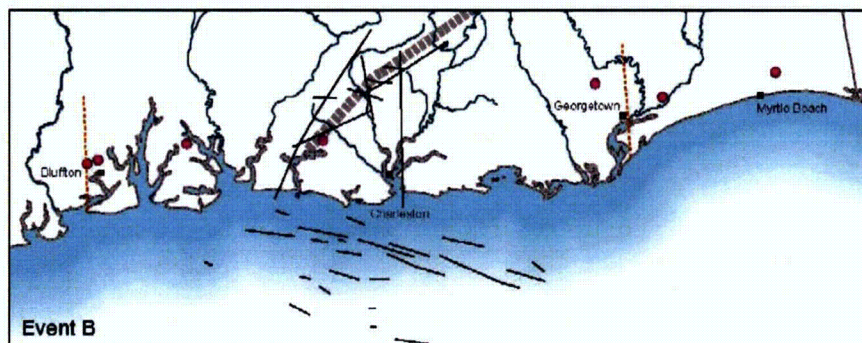 Georgetown
Myrtle Beach
Bluffton
Charleston
Event B